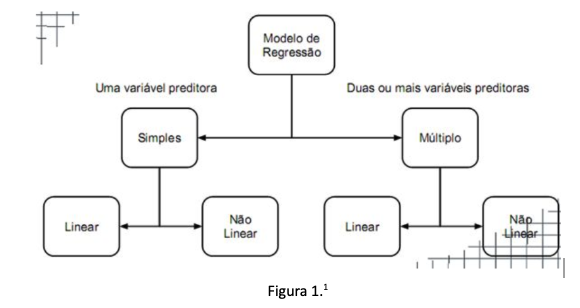 Modelo de
Regressão
Uma variável preditora
Duas ou mais variáveis preditoras
Simples
Múltiplo
Linear
Não
Linear
Linear
Não
Linear
Figura 1.¹